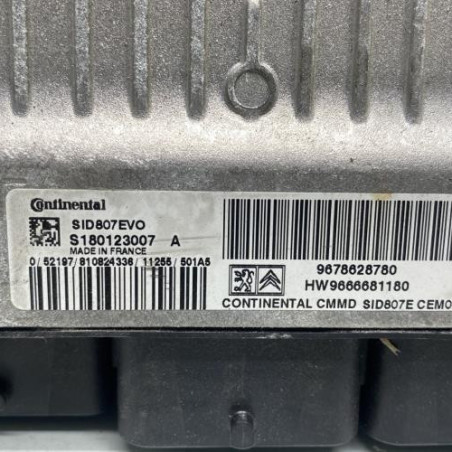 Continental
SID807EVO
S180123007 A
MADE IN FRANCE
0/52197/810824336/11255/501A5
9678628780
HW9666681180
CONTINENTAL CMMD SID807E CEM0